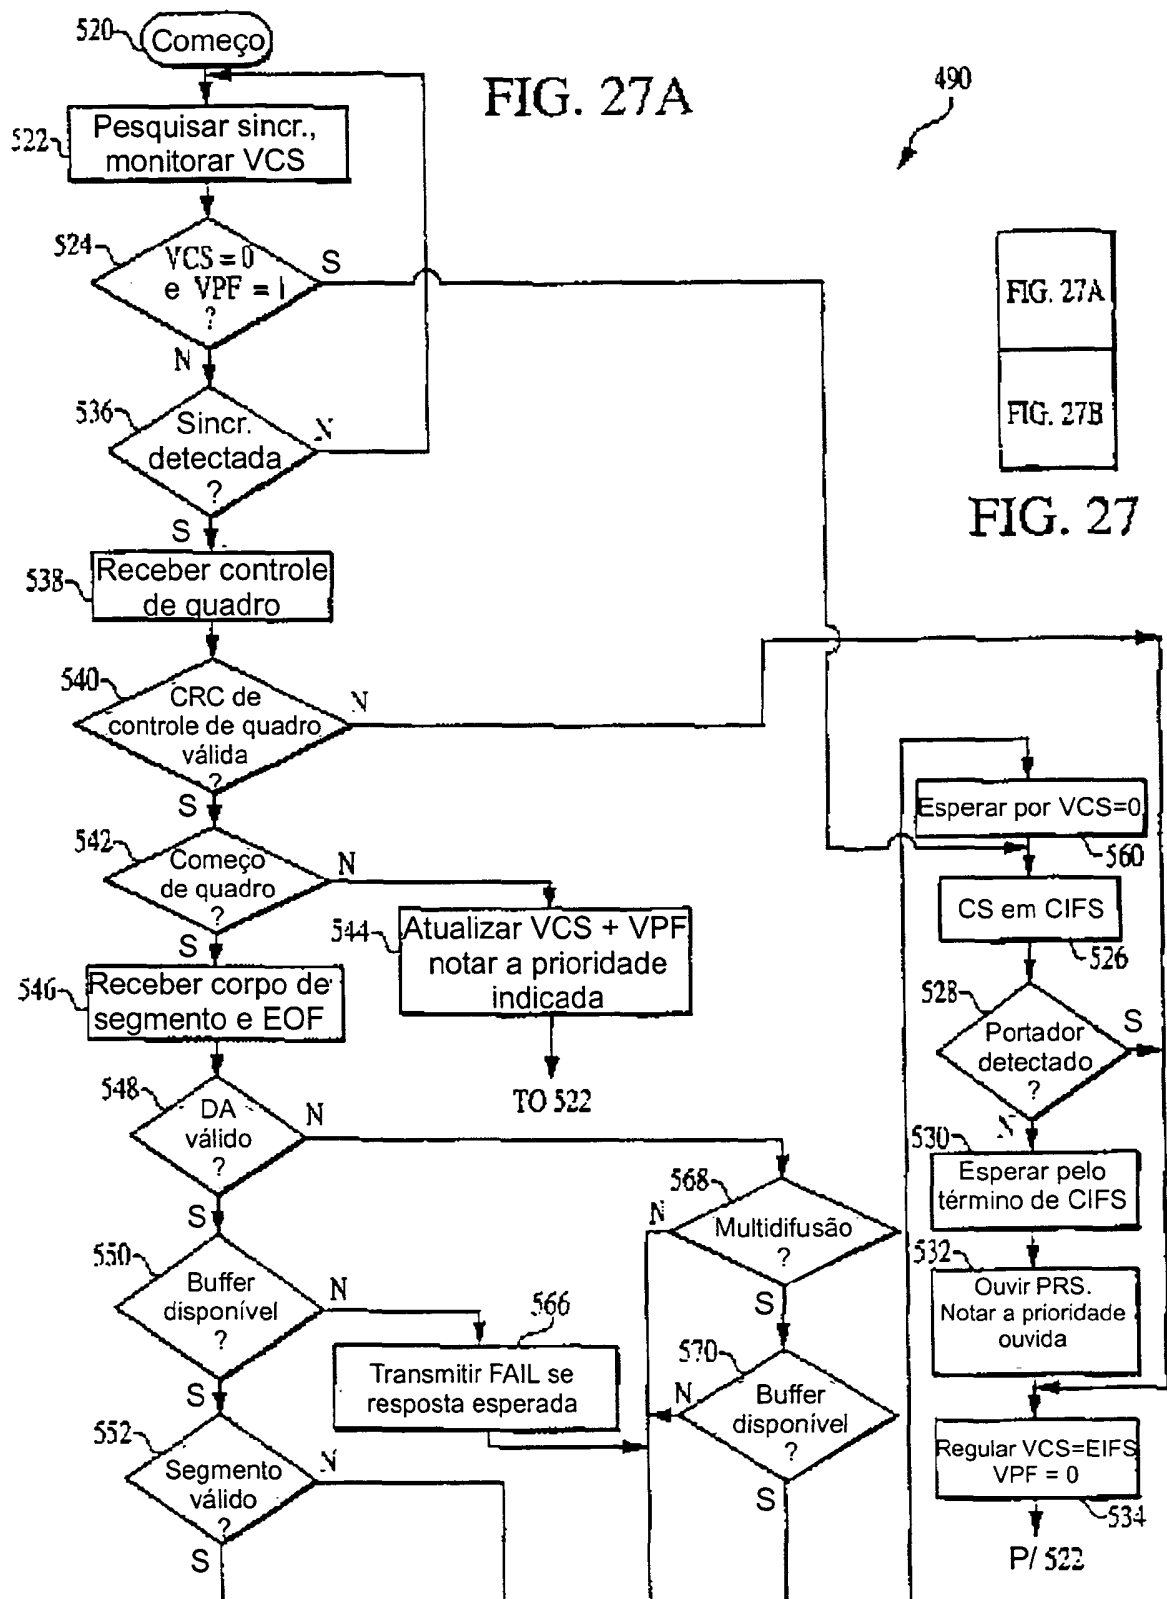 520
Começo
FIG. 27A
490
522
Pesquisar sincr.,
monitorar VCS
524
VCS = 0
e VPF = 1
?
S
N
FIG. 27A
FIG. 27B
FIG. 27
536
Sincr.
detectada
?
N
S
538
Receber controle
de quadro
540
CRC de
controle de quadro
válida
?
N
S
542
Começo
de quadro
?
N
S
544
Atualizar VCS + VPF
notar a prioridade
indicada
TO 522
546
Receber corpo de
segmento e EOF
548
DA
válido
?
N
S
550
Buffer
disponível
?
N
S
566
Transmitir FAIL se
resposta esperada
552
Segmento
válido
?
N
S
568
Multidifusão
?
N
S
570
Buffer
disponível
?
N
S
Esperar por VCS=0
560
CS em CIFS
526
528
Portador
detectado
?
S
N
530
Esperar pelo
término de CIFS
532
Ouvir PRS.
Notar a prioridade
ouvida
Regular VCS=EIFS
VPF = 0
534
P/ 522